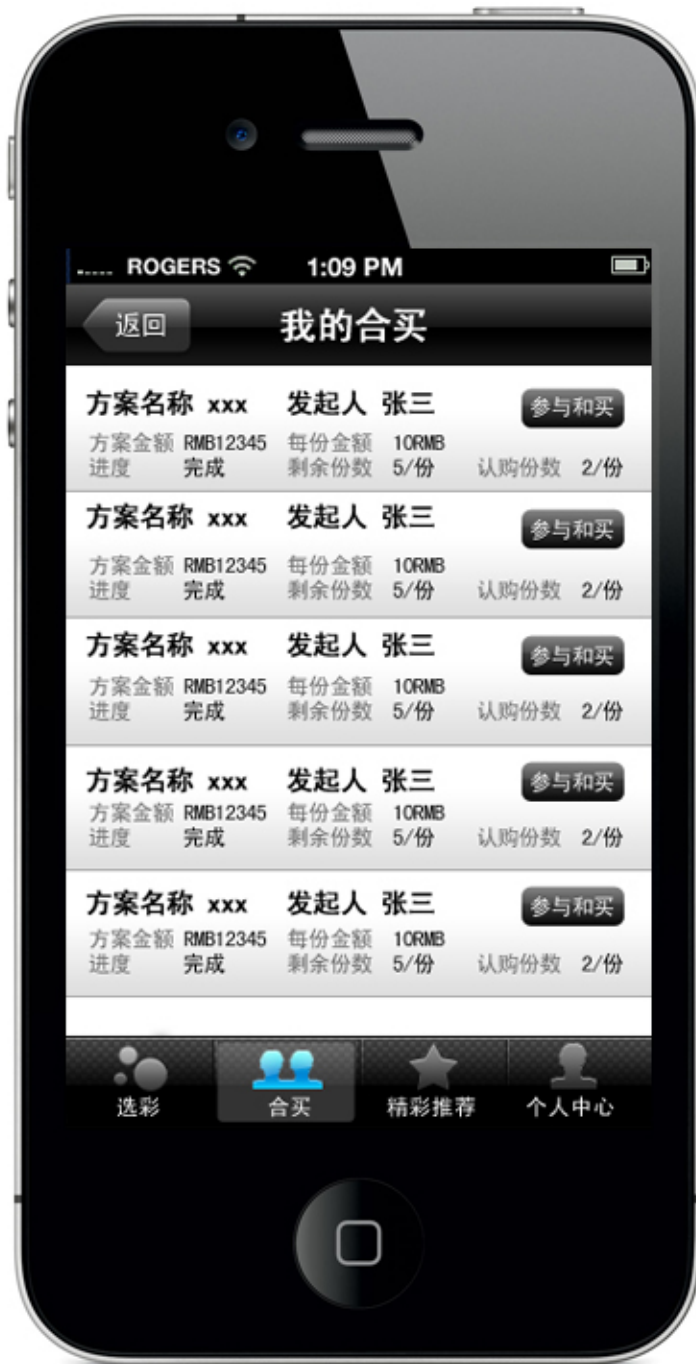 ROGERS 1:09 PM
返回 我的合买
方案名称 xxx 发起人 张三 参与和买
方案金额 RMB12345 每份金额 10RMB
进度 完成 剩余份数 5/份 认购份数 2/份
方案名称 xxx 发起人 张三 参与和买
方案金额 RMB12345 每份金额 10RMB
进度 完成 剩余份数 5/份 认购份数 2/份
方案名称 xxx 发起人 张三 参与和买
方案金额 RMB12345 每份金额 10RMB
进度 完成 剩余份数 5/份 认购份数 2/份
方案名称 xxx 发起人 张三 参与和买
方案金额 RMB12345 每份金额 10RMB
进度 完成 剩余份数 5/份 认购份数 2/份
方案名称 xxx 发起人 张三 参与和买
方案金额 RMB12345 每份金额 10RMB
进度 完成 剩余份数 5/份 认购份数 2/份
选彩 合买 精彩推荐 个人中心